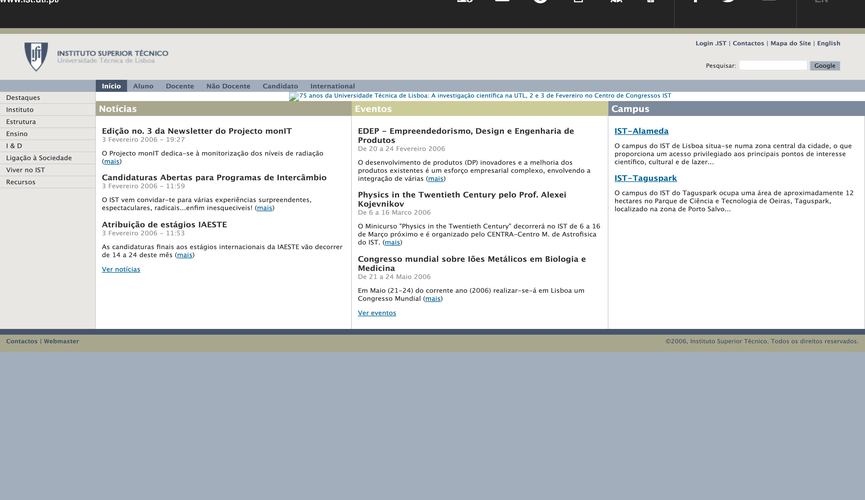 www.ist.utl.pt/
EN
INSTITUTO SUPERIOR TÉCNICO
Universidade Técnica de Lisboa
Login .IST | Contactos | Mapa do Site | English
Pesquisar:
Google
Início Aluno Docente Não Docente Candidato International
Destaques
Instituto
Estrutura
Ensino
I & D
Ligação à Sociedade
Viver no IST
Recursos
75 anos da Universidade Técnica de Lisboa: A investigação científica na UTL, 2 e 3 de Fevereiro no Centro de Congressos IST
Notícias
Edição no. 3 da Newsletter do Projecto monIT
3 Fevereiro 2006 - 19:27
O Projecto monIT dedica-se à monitorização dos níveis de radiação
(mais)
Candidaturas Abertas para Programas de Intercâmbio
3 Fevereiro 2006 - 11:59
O IST vem convidar-te para várias experiências surpreendentes,
espectaculares, radicais...enfim inesquecíveis! (mais)
Atribuição de estágios IAESTE
3 Fevereiro 2006 - 11:53
As candidaturas finais aos estágios internacionais da IAESTE vão decorrer
de 14 a 24 deste mês (mais)
Ver notícias
Eventos
EDEP - Empreendedorismo, Design e Engenharia de
Produtos
De 20 a 24 Fevereiro 2006
O desenvolvimento de produtos (DP) inovadores e a melhoria dos
produtos existentes é um esforço empresarial complexo, envolvendo a
integração de várias (mais)
Physics in the Twentieth Century pelo Prof. Alexei
Kojevnikov
De 6 a 16 Marco 2006
O Minicurso "Physics in the Twentieth Century" decorrerá no IST de 6 a 16
de Março próximo e é organizado pelo CENTRA-Centro M. de Astrofisica
do IST. (mais)
Congresso mundial sobre Iões Metálicos em Biologia e
Medicina
De 21 a 24 Maio 2006
Em Maio (21-24) do corrente ano (2006) realizar-se-á em Lisboa um
Congresso Mundial (mais)
Ver eventos
Campus
IST-Alameda
O campus do IST de Lisboa situa-se numa zona central da cidade, o que
proporciona um acesso privilegiado aos principais pontos de interesse
científico, cultural e de lazer...
IST-Taguspark
O campus do IST do Taguspark ocupa uma área de aproximadamente 12
hectares no Parque de Ciência e Tecnologia de Oeiras, Taguspark,
localizado na zona de Porto Salvo...
Contactos | Webmaster
©2006, Instituto Superior Técnico. Todos os direitos reservados.